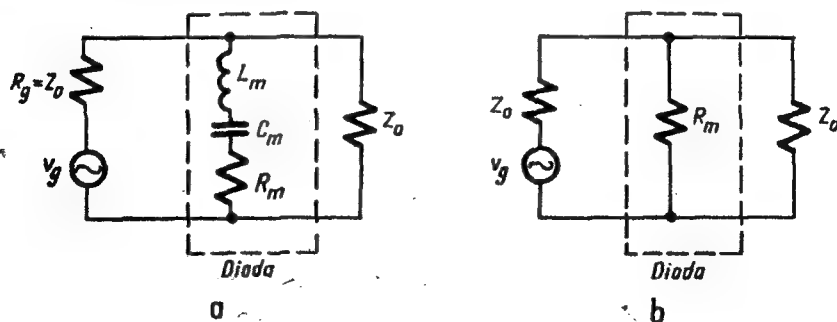 R_g=Z_o
v_g
L_m
C_m
R_m
Z_o
Dioda
a
Z_o
v_g
R_m
Z_o
Dioda
b